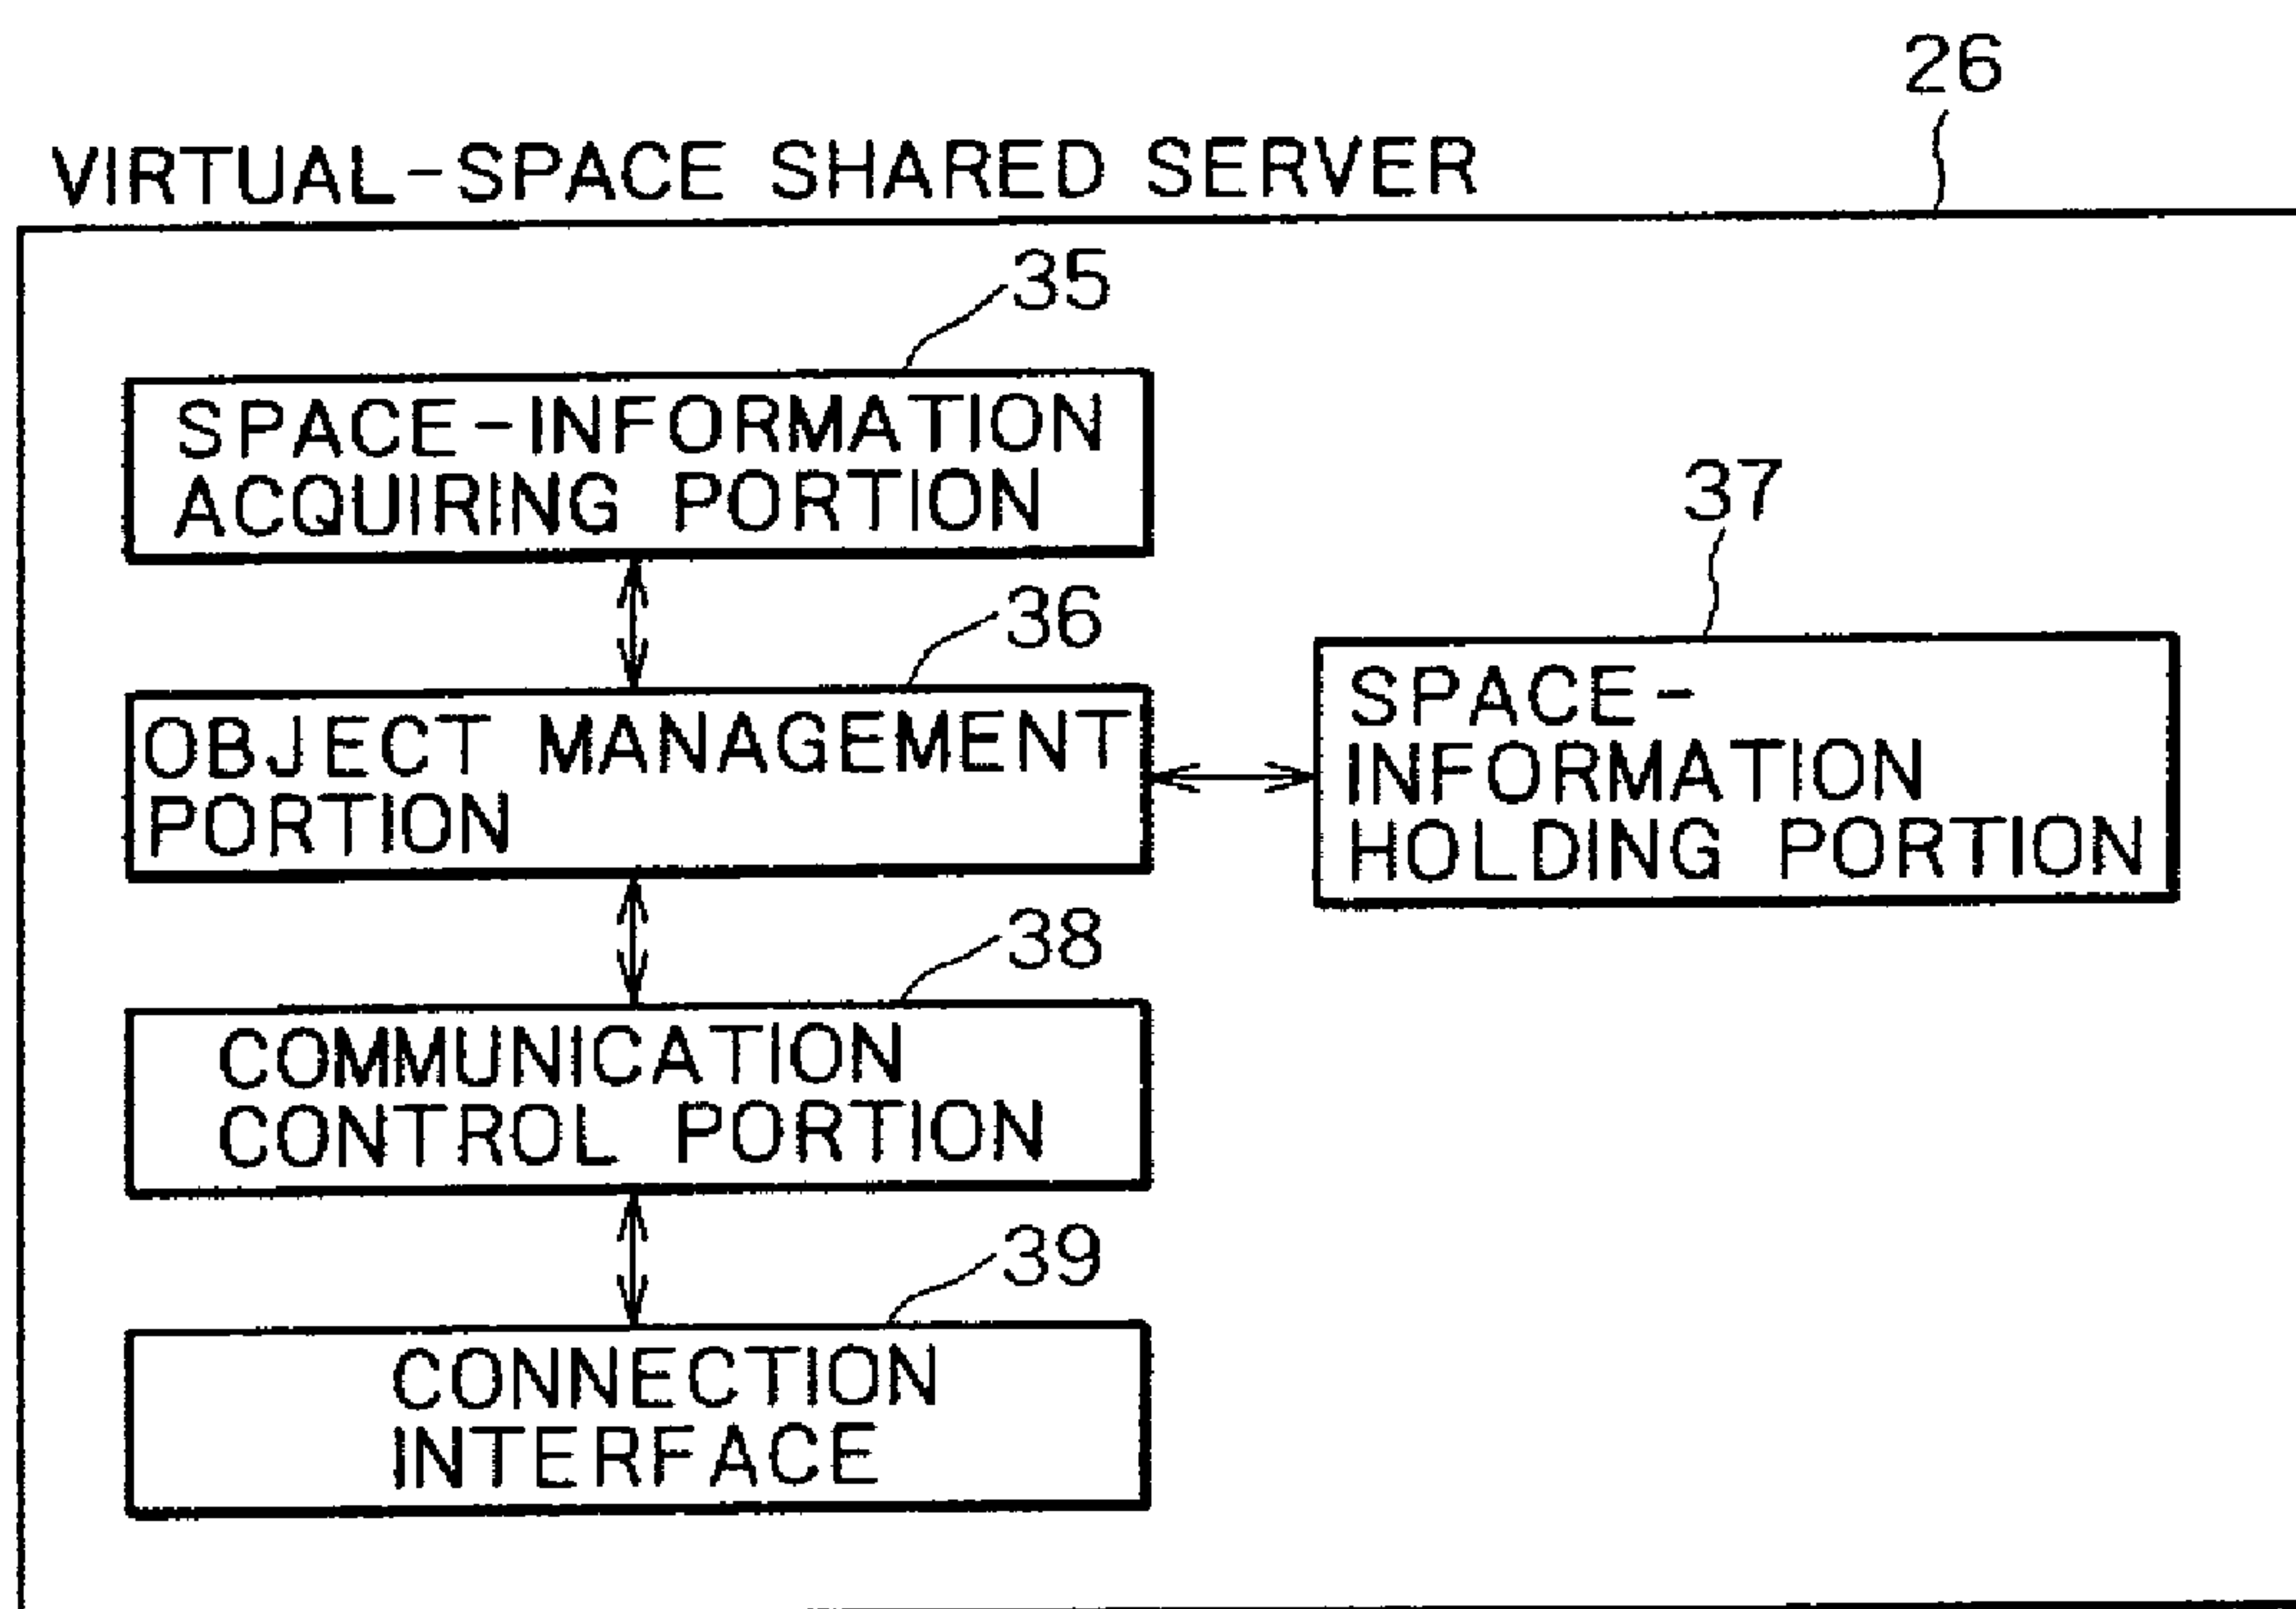 26
VIRTUAL-SPACE SHARED SERVER
35
SPACE-INFORMATION
ACQUIRING PORTION
36
OBJECT MANAGEMENT
PORTION
37
SPACE-
INFORMATION
HOLDING PORTION
38
COMMUNICATION
CONTROL PORTION
39
CONNECTION
INTERFACE